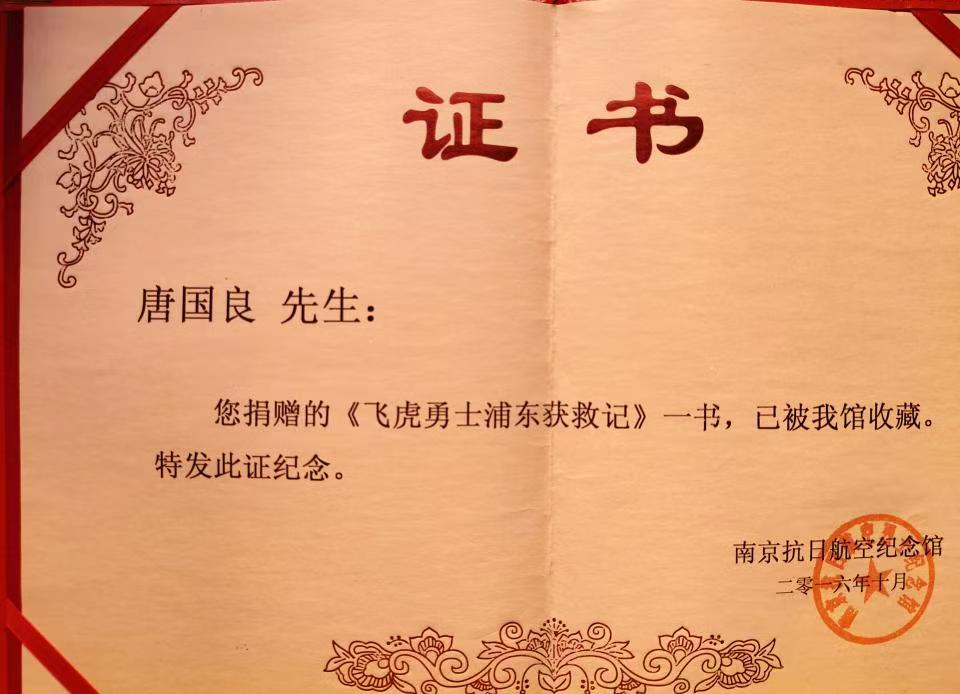 证书
唐国良 先生：
您捐赠的《飞虎勇士浦东获救记》一书，已被我馆收藏。
特发此证纪念。
南京抗日航空纪念馆
二零一六年十月